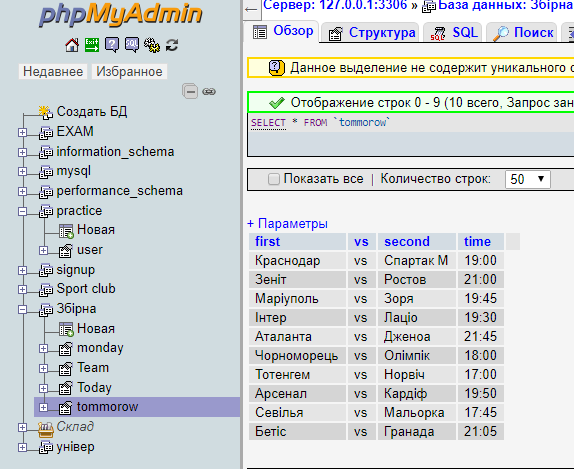 phpMyAdmin
Недавнее Избранное
Создать БД
EXAM
information_schema
mysql
performance_schema
practice
Новая
user
signup
Sport club
Збірна
Новая
monday
Team
Today
tommorow
Склад
універ
Сервер: 127.0.0.1:3306 » База данных: Збірна
Обзор Структура SQL Поиск
Данное выделение не содержит уникального
Отображение строк 0 - 9 (10 всего, Запрос зан
SELECT * FROM `tommorow`
Показать все | Количество строк: 50
+ Параметры
first vs second time
Краснодар vs Спартак М 19:00
Зеніт vs Ростов 21:00
Маріуполь vs Зоря 19:45
Інтер vs Лаціо 19:30
Аталанта vs Дженоа 21:45
Чорноморець vs Олімпік 18:00
Тотенгем vs Норвіч 17:00
Арсенал vs Кардіф 19:50
Севілья vs Мальорка 17:45
Бетіс vs Гранада 21:05